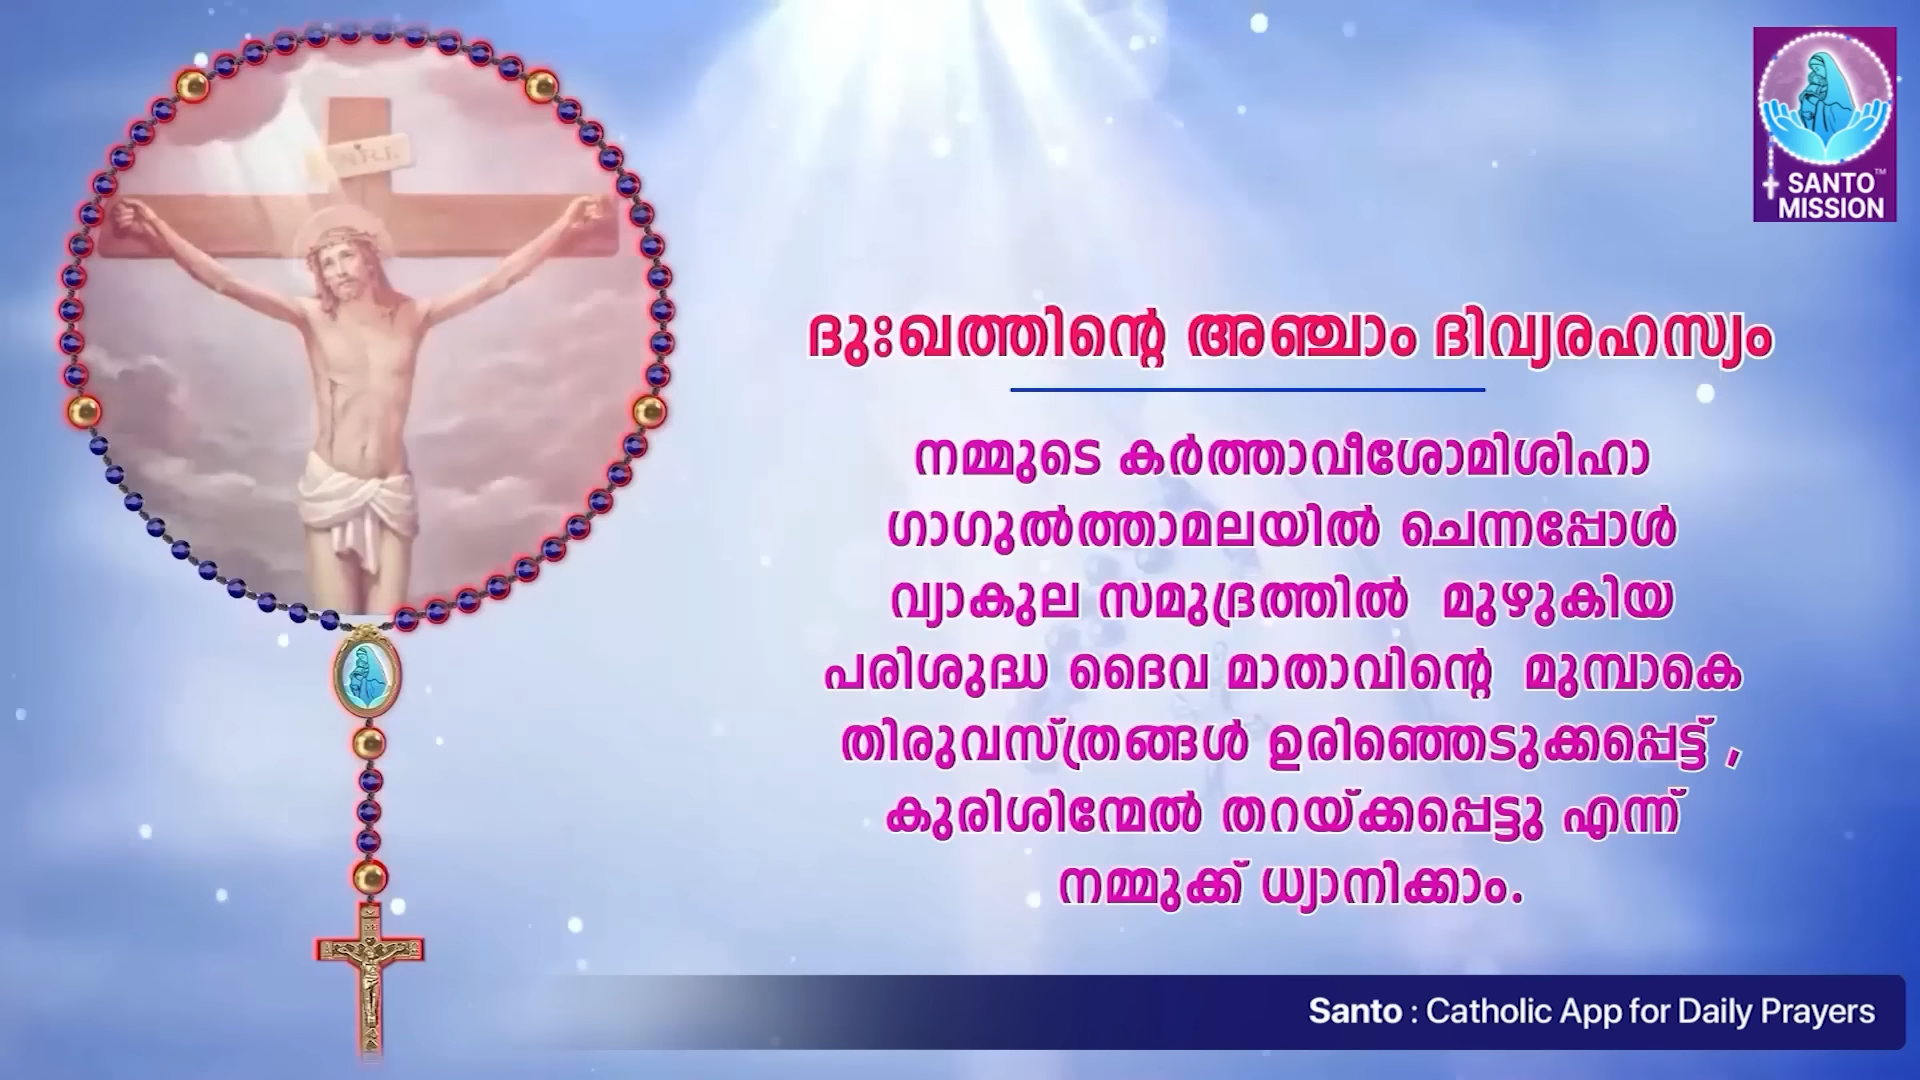 I.N.R.I.
SANTO™
MISSION
ദുഃഖത്തിന്റെ അഞ്ചാം ദിവ്യരഹസ്യം
നമ്മുടെ കർത്താവീശോമിശിഹാ
ഗാഗുൽത്താമലയിൽ ചെന്നപ്പോൾ
വ്യാകുല സമുദ്രത്തിൽ മുഴുകിയ
പരിശുദ്ധ ദൈവ മാതാവിന്റെ മുമ്പാകെ
തിരുവസ്ത്രങ്ങൾ ഉരിഞ്ഞെടുക്കപ്പെട്ട് ,
കുരിശിന്മേൽ തറയ്ക്കപ്പെട്ടു എന്ന്
നമ്മുക്ക് ധ്യാനിക്കാം.
Santo : Catholic App for Daily Prayers